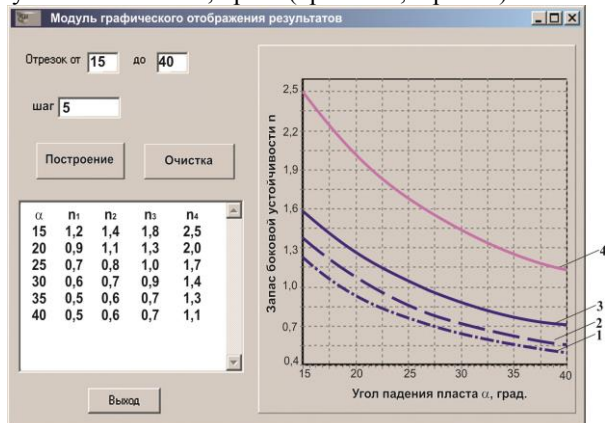 Модуль графического отображения результатов
Отрезок от 15 до 40
шаг 5
Построение Очистка
α n1 n2 n3 n4
15 1,2 1,4 1,8 2,5
20 0,9 1,1 1,3 2,0
25 0,7 0,8 1,0 1,7
30 0,6 0,7 0,9 1,4
35 0,5 0,6 0,7 1,3
40 0,5 0,6 0,7 1,1
Выход
Запас боковой устойчивости n
2,5
2,2
1,9
1,6
1,3
1,0
0,7
0,4
15 20 25 30 35 40
Угол падения пласта α, град.
4
3
2
1